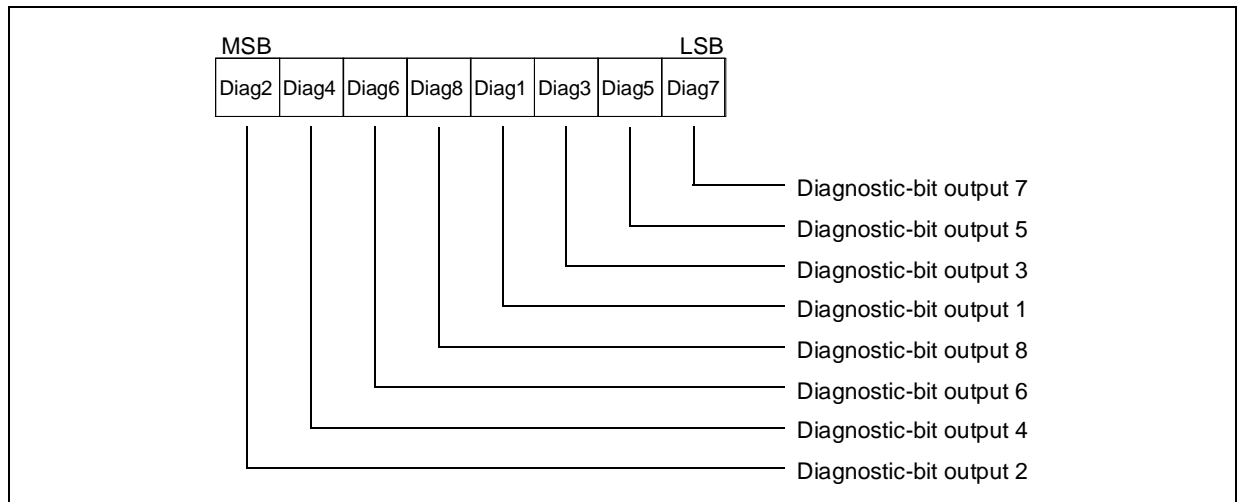 MSB LSB
Diag2 Diag4 Diag6 Diag8 Diag1 Diag3 Diag5 Diag7
Diagnostic-bit output 7
Diagnostic-bit output 5
Diagnostic-bit output 3
Diagnostic-bit output 1
Diagnostic-bit output 8
Diagnostic-bit output 6
Diagnostic-bit output 4
Diagnostic-bit output 2